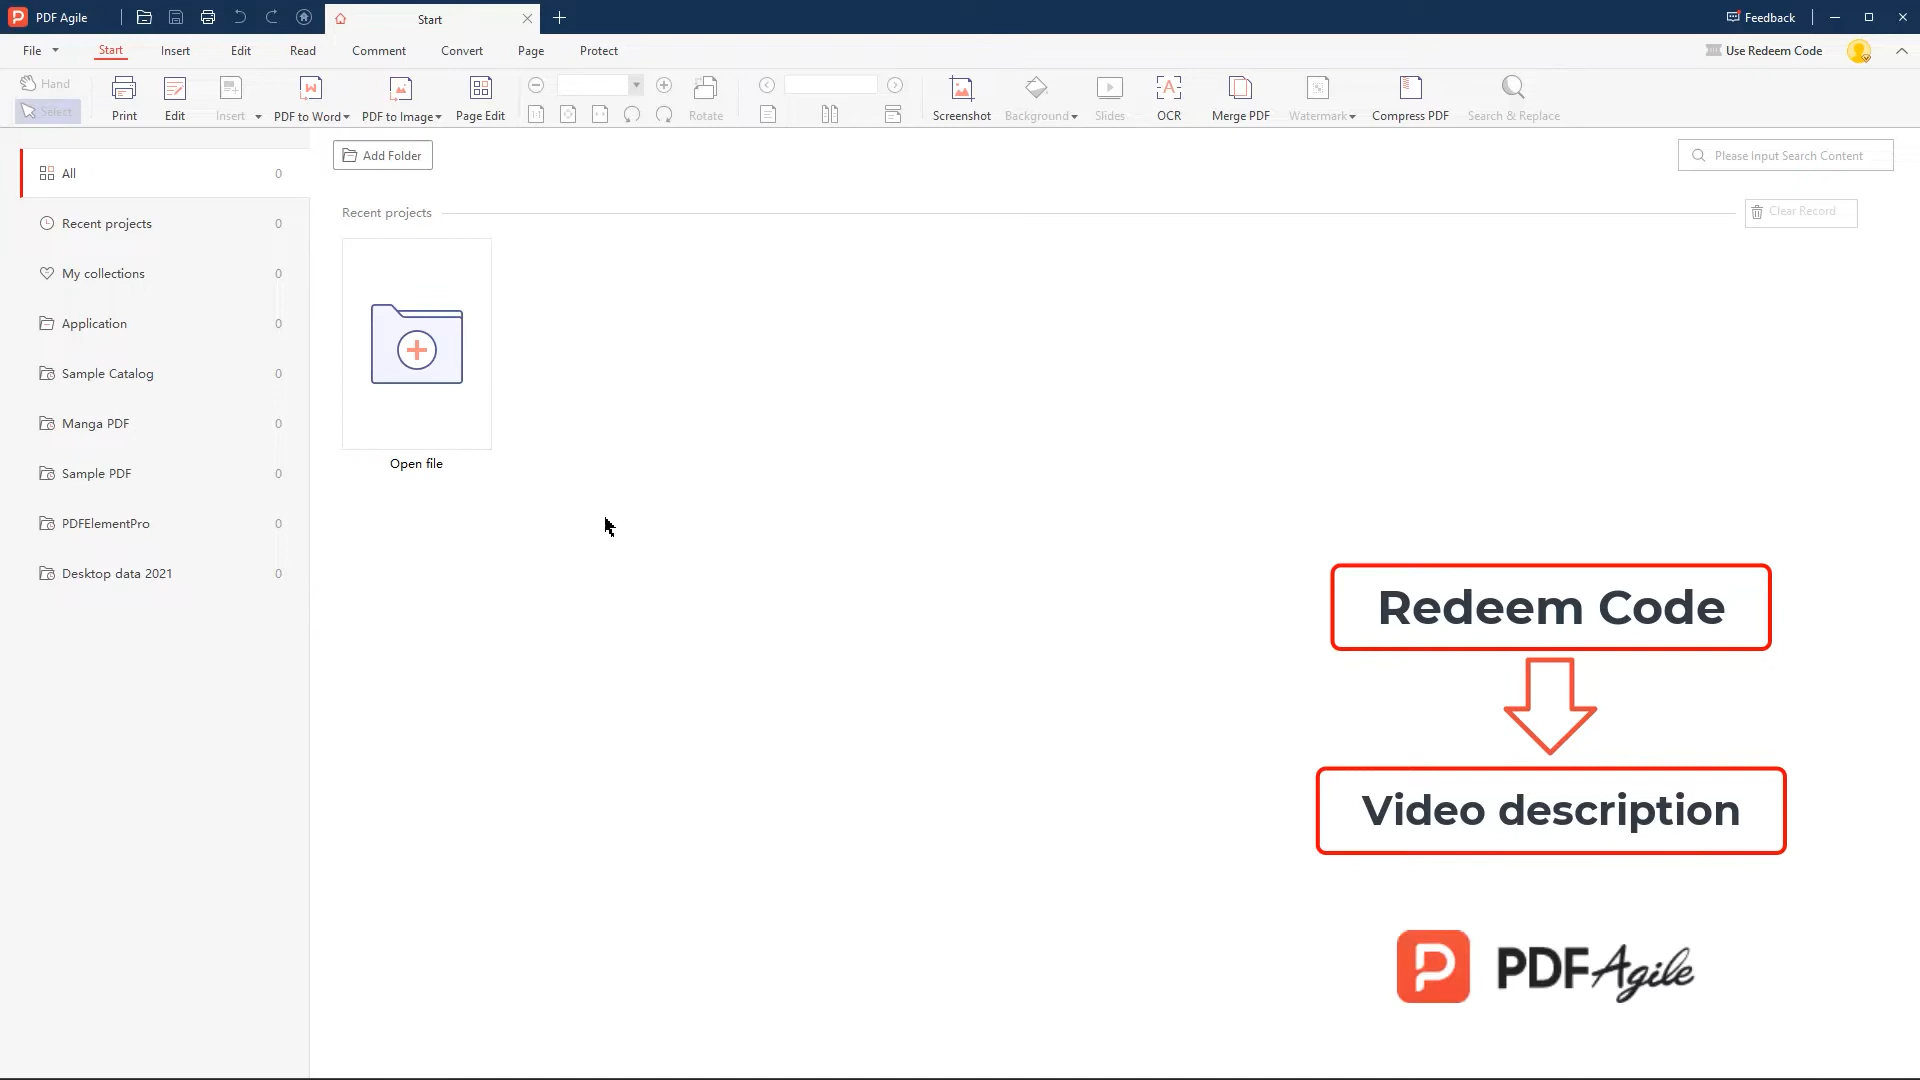 PDF Agile
Start
Feedback
File Start Insert Edit Read Comment Convert Page Protect
Use Redeem Code
Hand
Select
Print Edit Insert PDF to Word PDF to Image Page Edit
Rotate
Screenshot Background Slides OCR Merge PDF Watermark Compress PDF Search & Replace
All 0
Recent projects 0
My collections 0
Application 0
Sample Catalog 0
Manga PDF 0
Sample PDF 0
PDFElementPro 0
Desktop data 2021 0
Add Folder
Please Input Search Content
Recent projects
Clear Record
Open file
Redeem Code
Video description
PDF Agile